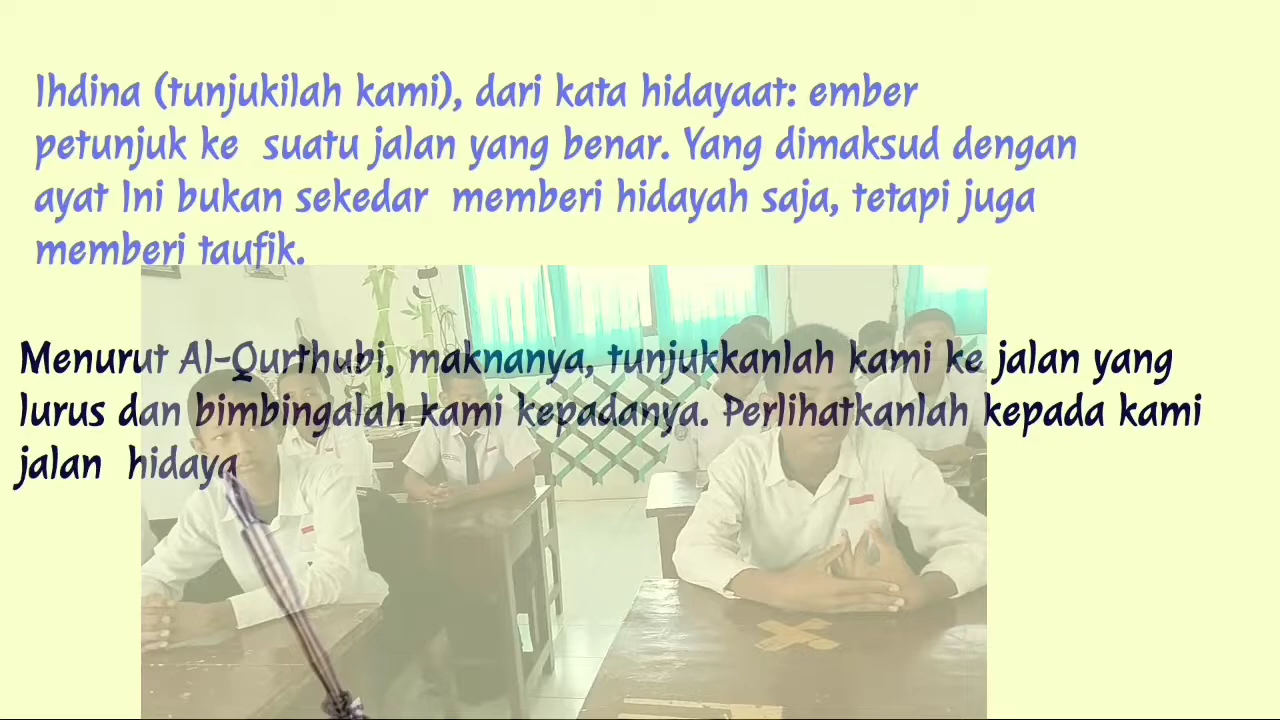 Ihdina (tunjukilah kami), dari kata hidayaat: ember
petunjuk ke suatu jalan yang benar. Yang dimaksud dengan
ayat Ini bukan sekedar memberi hidayah saja, tetapi juga
memberi taufik.
Menurut Al-Qurthubi, maknanya, tunjukkanlah kami ke jalan yang
lurus dan bimbingalah kami kepadanya. Perlihatkanlah kepada kami
jalan hidaya